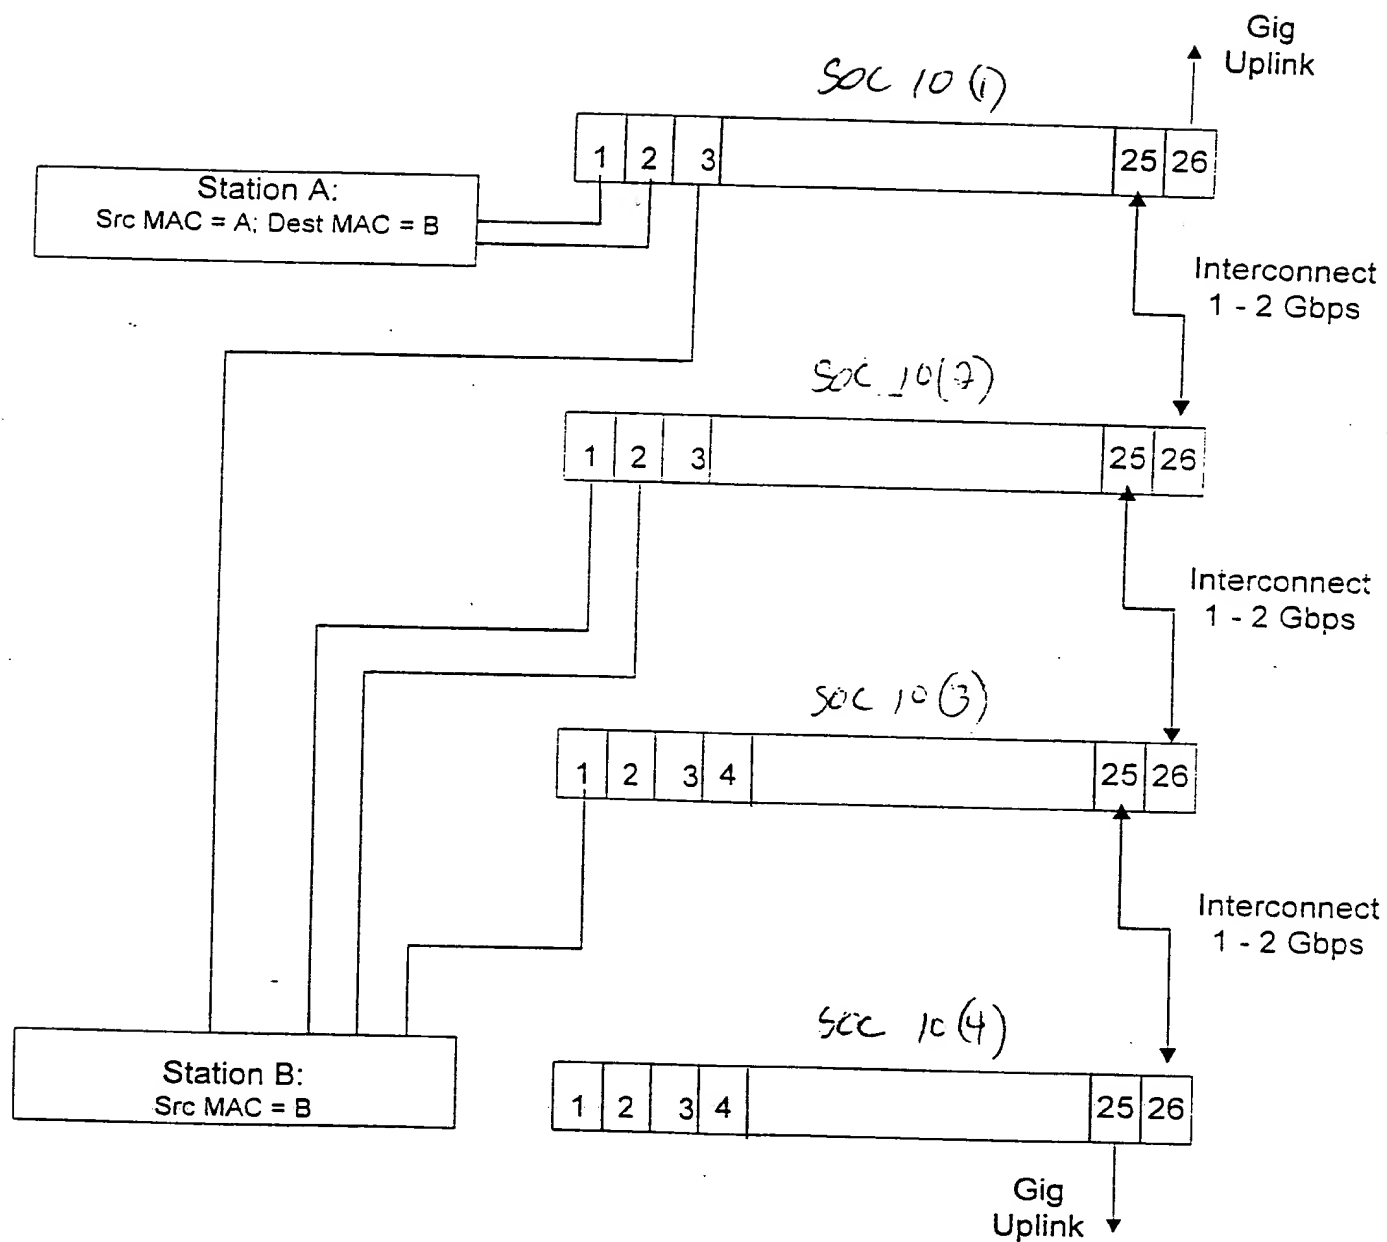 Gig
Uplink
SOC 10 (1)
1 2 3 25 26
Station A:
Src MAC = A; Dest MAC = B
Interconnect
1 - 2 Gbps
SOC 10(2)
1 2 3 25 26
Interconnect
1 - 2 Gbps
SOC 10 (3)
1 2 3 4 25 26
Interconnect
1 - 2 Gbps
SOC 10 (4)
Station B:
Src MAC = B
1 2 3 4 25 26
Gig
Uplink